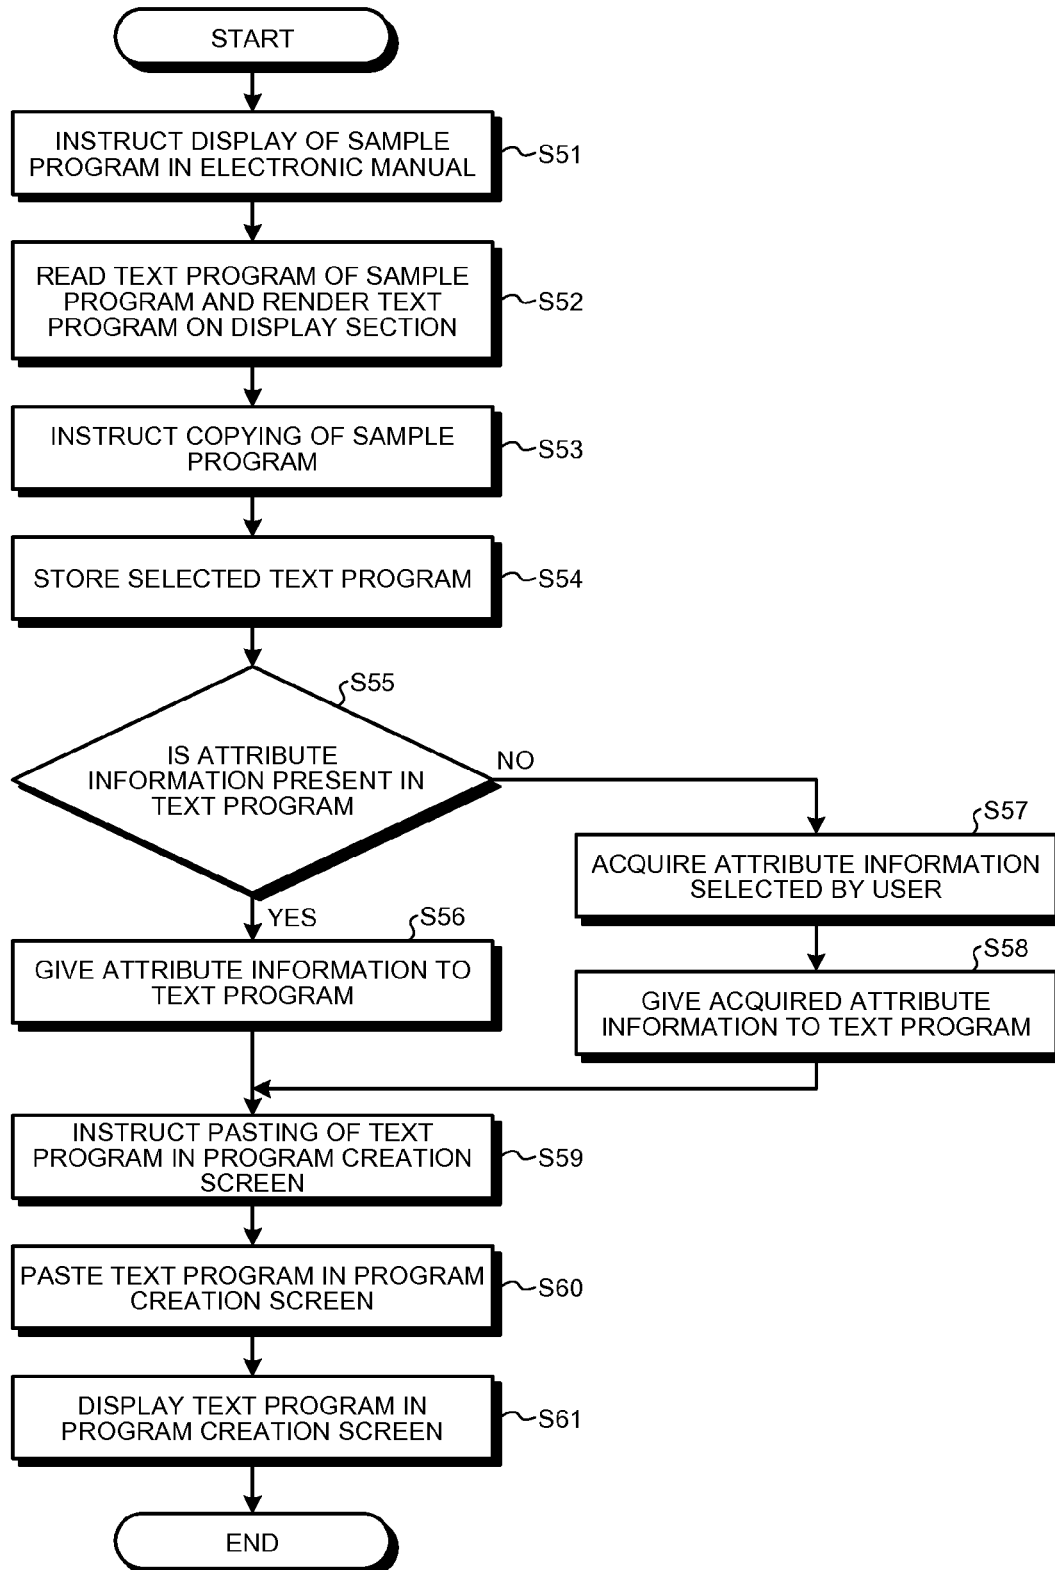 START
INSTRUCT DISPLAY OF SAMPLE
PROGRAM IN ELECTRONIC MANUAL
S51
READ TEXT PROGRAM OF SAMPLE
PROGRAM AND RENDER TEXT
PROGRAM ON DISPLAY SECTION
S52
INSTRUCT COPYING OF SAMPLE
PROGRAM
S53
STORE SELECTED TEXT PROGRAM
S54
S55
IS ATTRIBUTE
INFORMATION PRESENT IN
TEXT PROGRAM
NO
YES
S57
ACQUIRE ATTRIBUTE INFORMATION
SELECTED BY USER
S56
GIVE ATTRIBUTE INFORMATION TO
TEXT PROGRAM
S58
GIVE ACQUIRED ATTRIBUTE
INFORMATION TO TEXT PROGRAM
INSTRUCT PASTING OF TEXT
PROGRAM IN PROGRAM CREATION
SCREEN
S59
PASTE TEXT PROGRAM IN PROGRAM
CREATION SCREEN
S60
DISPLAY TEXT PROGRAM IN
PROGRAM CREATION SCREEN
S61
END